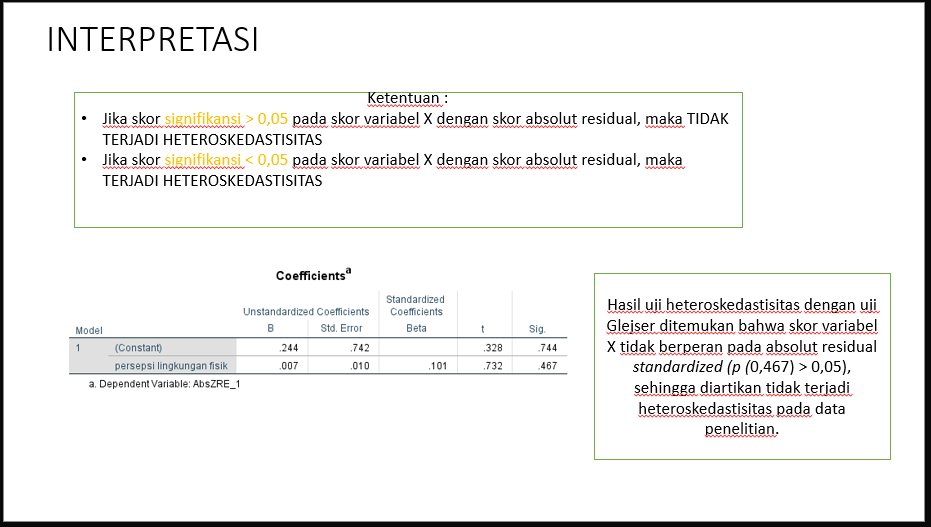 INTERPRETASI
Ketentuan :
• Jika skor signifikansi > 0,05 pada skor variabel X dengan skor absolut residual, maka TIDAK
TERJADI HETEROSKEDASTISITAS
• Jika skor signifikansi < 0,05 pada skor variabel X dengan skor absolut residual, maka
TERJADI HETEROSKEDASTISITAS
Coefficientsa
Unstandardized Coefficients Standardized Coefficients
Model B Std. Error Beta t Sig.
1 (Constant) .244 .742 .328 .744
persepsi lingkungan fisik .007 .010 .101 .732 .467
a. Dependent Variable: AbsZRE_1
Hasil uji heteroskedastisitas dengan uji
Glejser ditemukan bahwa skor variabel
X tidak berperan pada absolut residual
standardized (p (0,467) > 0,05),
sehingga diartikan tidak terjadi
heteroskedastisitas pada data
penelitian.